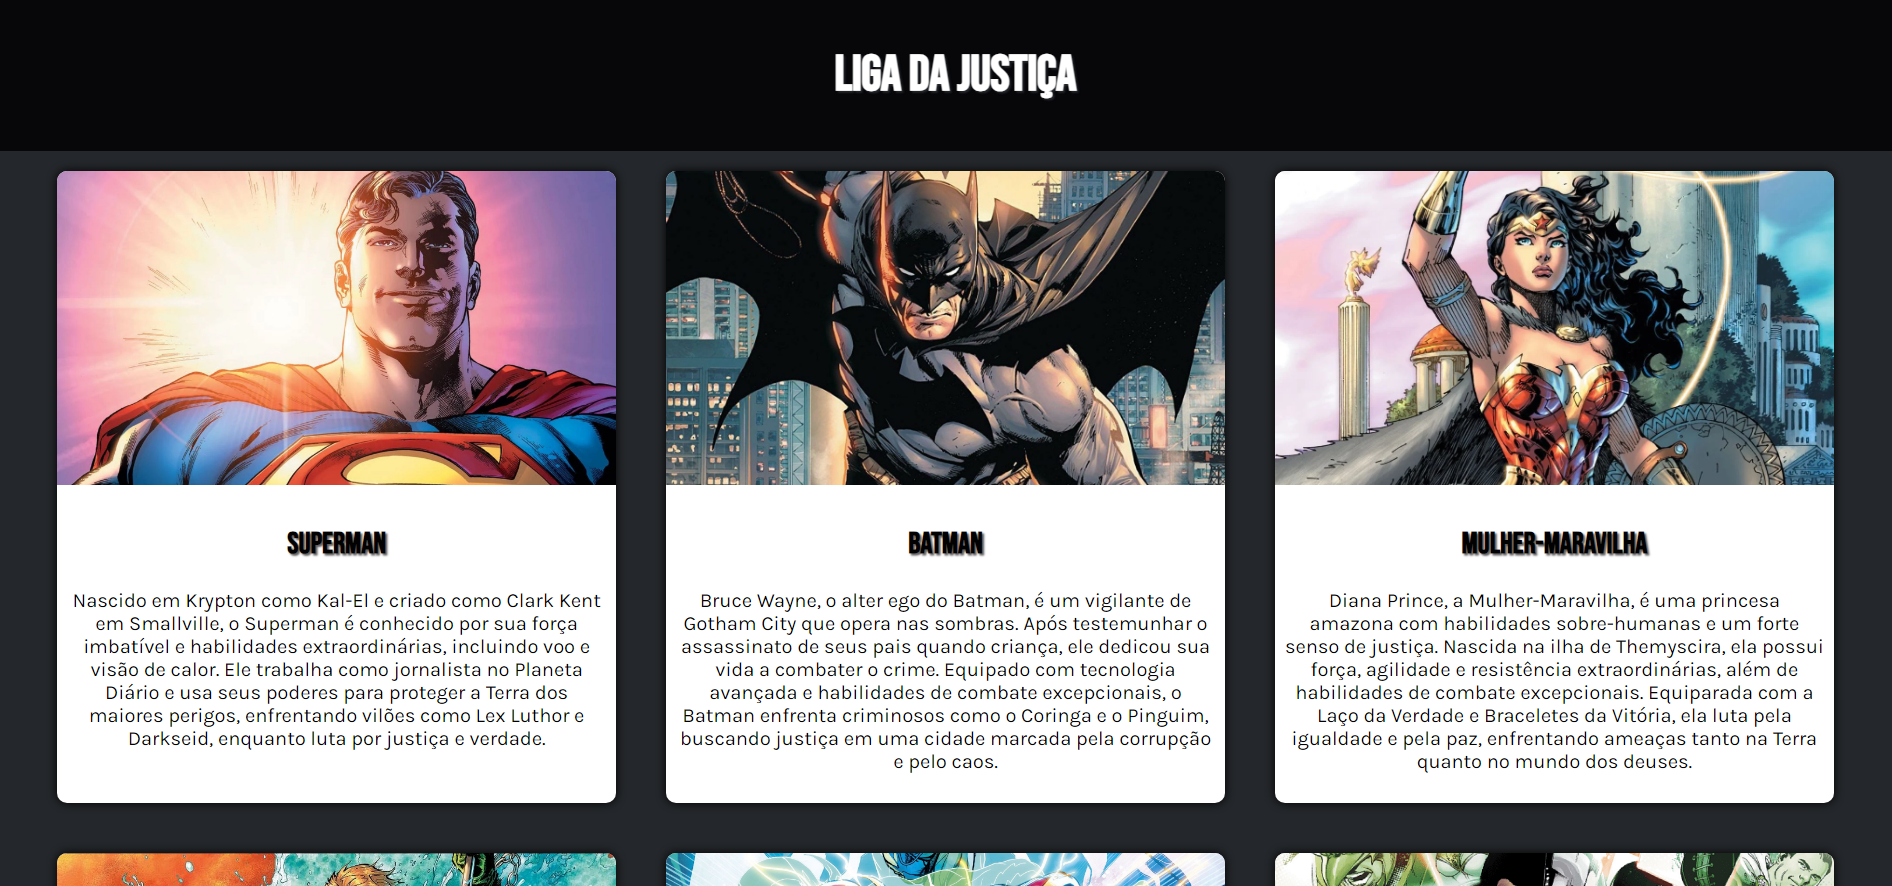 LIGA DA JUSTIÇA
SUPERMAN
Nascido em Krypton como Kal-El e criado como Clark Kent
em Smallville, o Superman é conhecido por sua força
imbatível e habilidades extraordinárias, incluindo voo e
visão de calor. Ele trabalha como jornalista no Planeta
Diário e usa seus poderes para proteger a Terra dos
maiores perigos, enfrentando vilões como Lex Luthor e
Darkseid, enquanto luta por justiça e verdade.
BATMAN
Bruce Wayne, o alter ego do Batman, é um vigilante de
Gotham City que opera nas sombras. Após testemunhar o
assassinato de seus pais quando criança, ele dedicou sua
vida a combater o crime. Equipado com tecnologia
avançada e habilidades de combate excepcionais, o
Batman enfrenta criminosos como o Coringa e o Pinguim,
buscando justiça em uma cidade marcada pela corrupção
e pelo caos.
MULHER-MARAVILHA
Diana Prince, a Mulher-Maravilha, é uma princesa
amazona com habilidades sobre-humanas e um forte
senso de justiça. Nascida na ilha de Themyscira, ela possui
força, agilidade e resistência extraordinárias, além de
habilidades de combate excepcionais. Equiparada com a
Laço da Verdade e Braceletes da Vitória, ela luta pela
igualdade e pela paz, enfrentando ameaças tanto na Terra
quanto no mundo dos deuses.